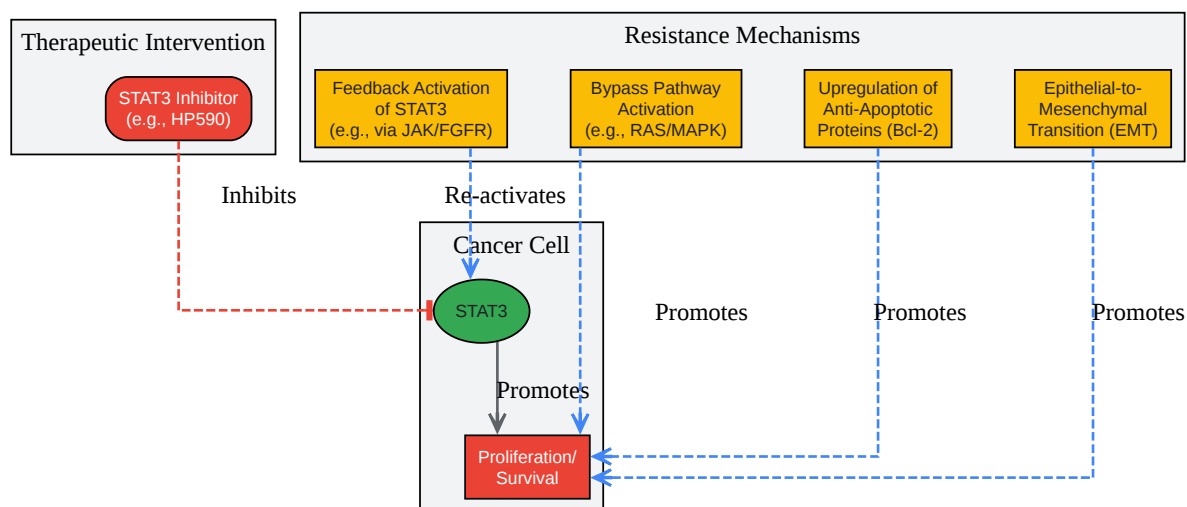 Therapeutic Intervention
STAT3 Inhibitor
(e.g., HP590)
Resistance Mechanisms
Feedback Activation
of STAT3
(e.g., via JAK/FGFR)
Bypass Pathway
Activation
(e.g., RAS/MAPK)
Upregulation of
Anti-Apoptotic
Proteins (Bcl-2)
Epithelial-to-
Mesenchymal
Transition (EMT)
Inhibits
Re-activates
Cancer Cell
STAT3
Promotes
Promotes
Promotes
Promotes
Proliferation/
Survival